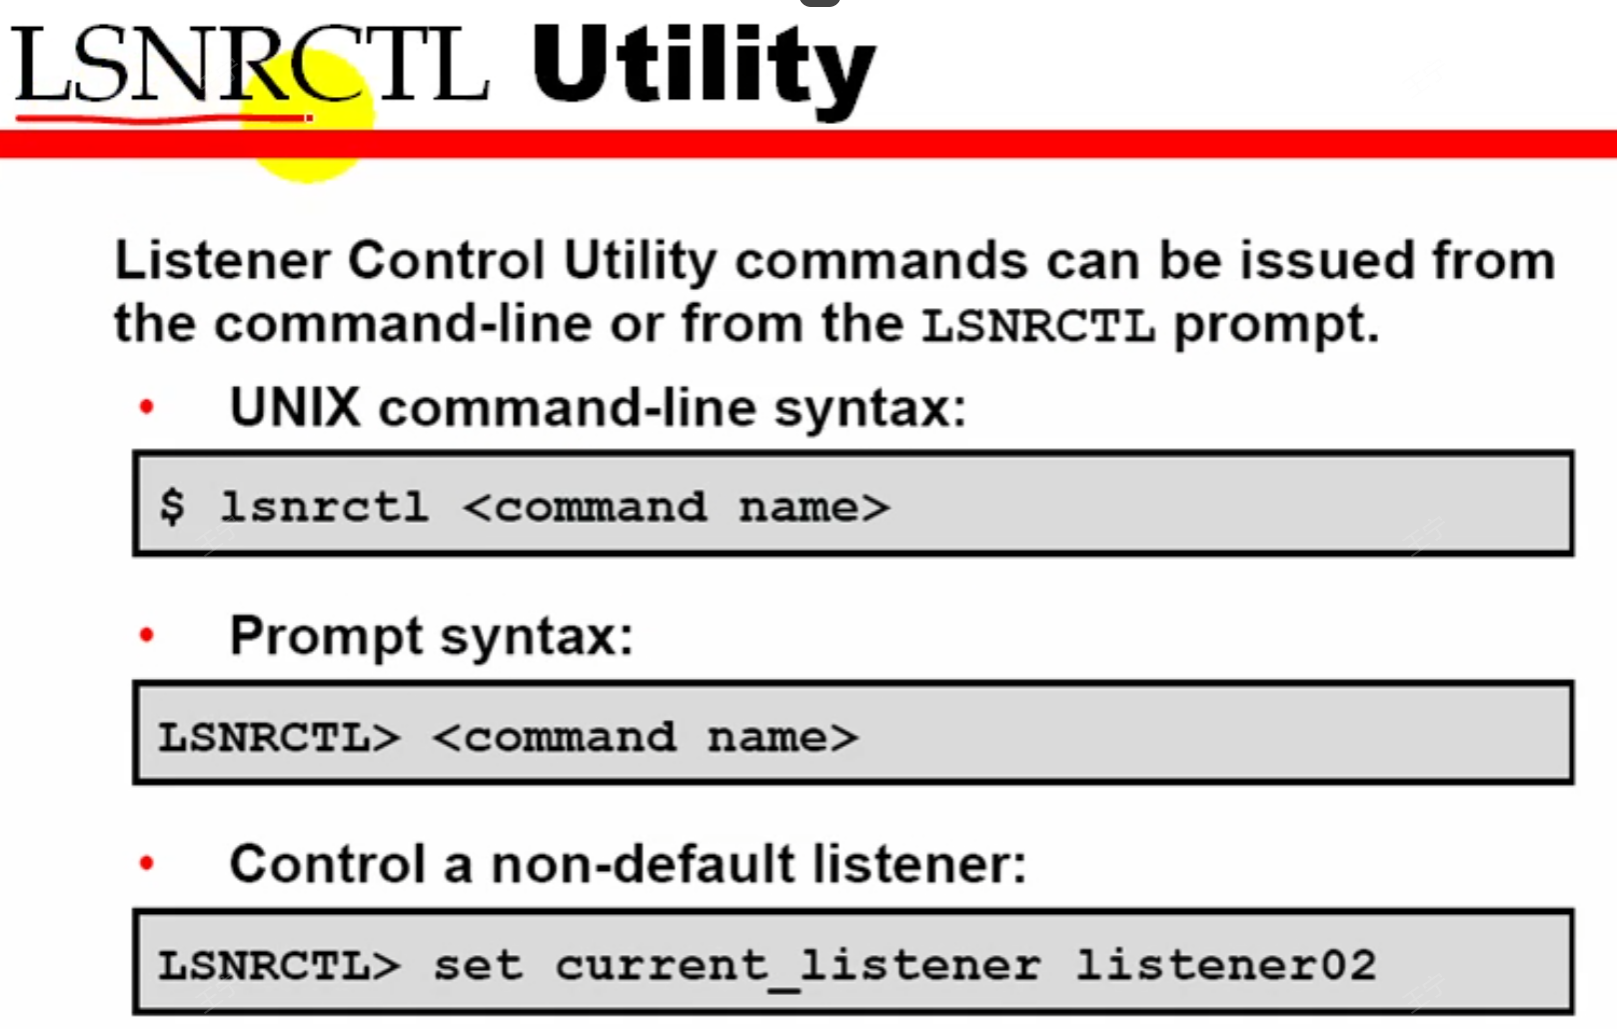 LSNRCTL Utility
Listener Control Utility commands can be issued from
the command-line or from the LSNRCTL prompt.
• UNIX command-line syntax:
$ lsnrctl <command name>
• Prompt syntax:
LSNRCTL> <command name>
• Control a non-default listener:
LSNRCTL> set current_listener listener02